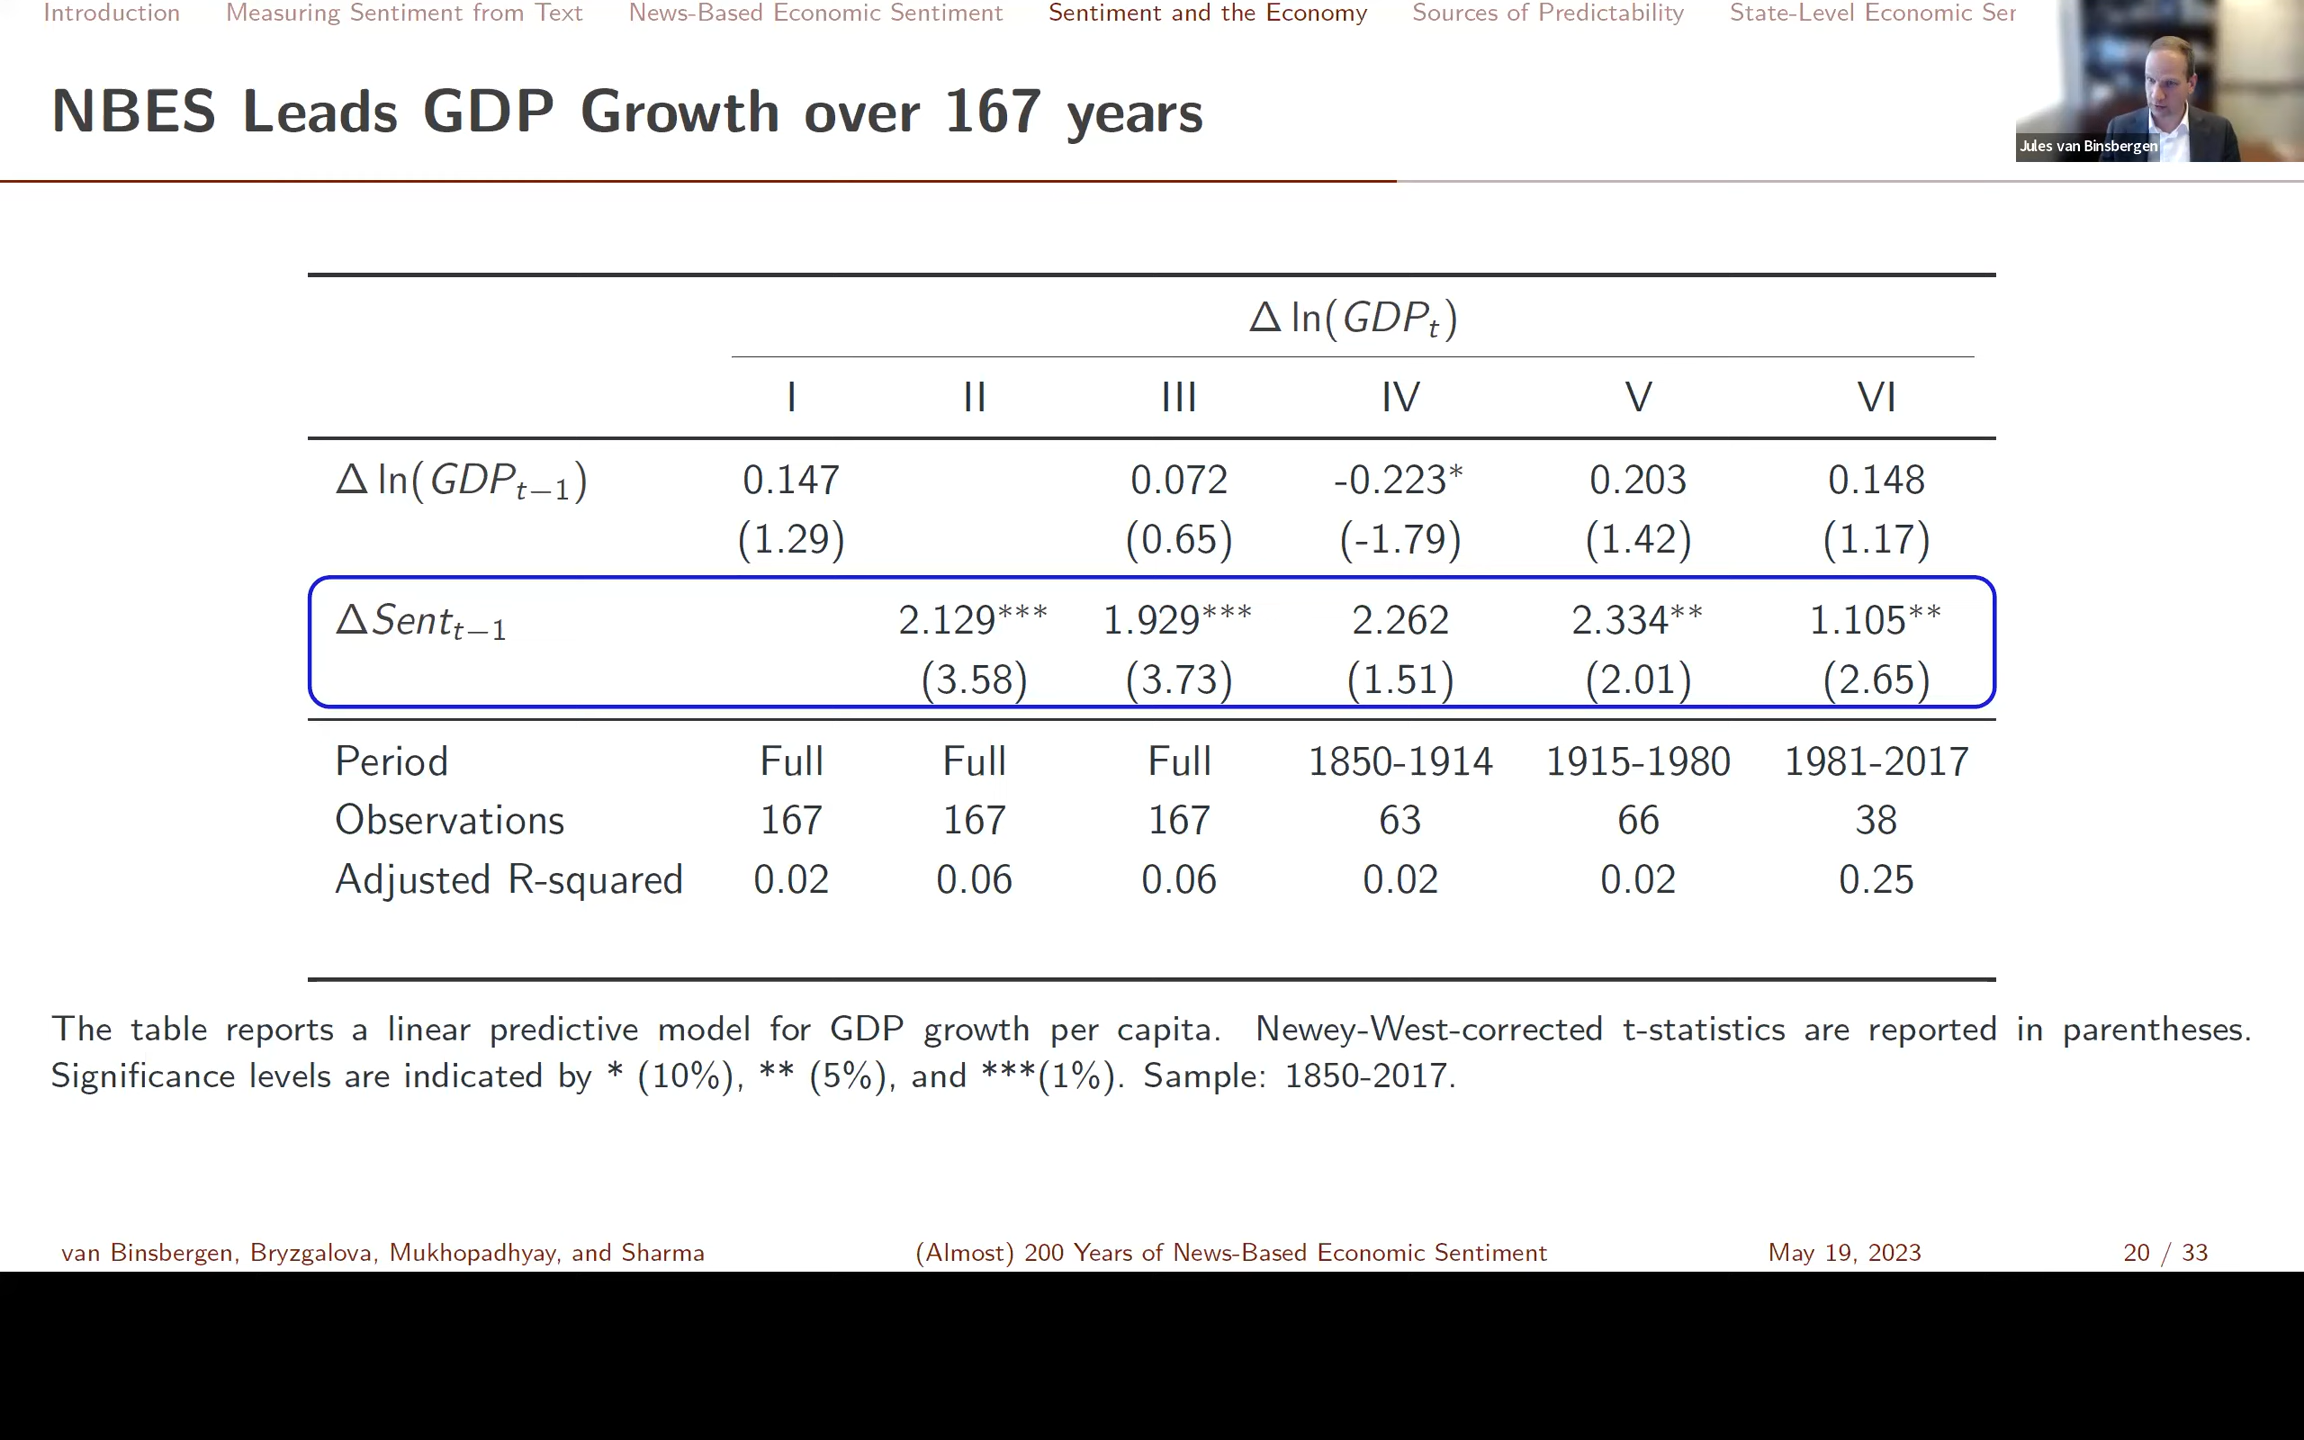 Introduction Measuring Sentiment from Text News-Based Economic Sentiment Sentiment and the Economy Sources of Predictability State-Level Economic Ser
NBES Leads GDP Growth over 167 years
Jules van Binsbergen
Δ ln(GDPₜ)
I II III IV V VI
Δ ln(GDPₜ₋₁) 0.147 0.072 -0.223* 0.203 0.148
(1.29) (0.65) (-1.79) (1.42) (1.17)
ΔSentₜ₋₁ 2.129*** 1.929*** 2.262 2.334** 1.105**
(3.58) (3.73) (1.51) (2.01) (2.65)
Period Full Full Full 1850-1914 1915-1980 1981-2017
Observations 167 167 167 63 66 38
Adjusted R-squared 0.02 0.06 0.06 0.02 0.02 0.25
The table reports a linear predictive model for GDP growth per capita. Newey-West-corrected t-statistics are reported in parentheses.
Significance levels are indicated by * (10%), ** (5%), and ***(1%). Sample: 1850-2017.
van Binsbergen, Bryzgalova, Mukhopadhyay, and Sharma (Almost) 200 Years of News-Based Economic Sentiment May 19, 2023 20 / 33